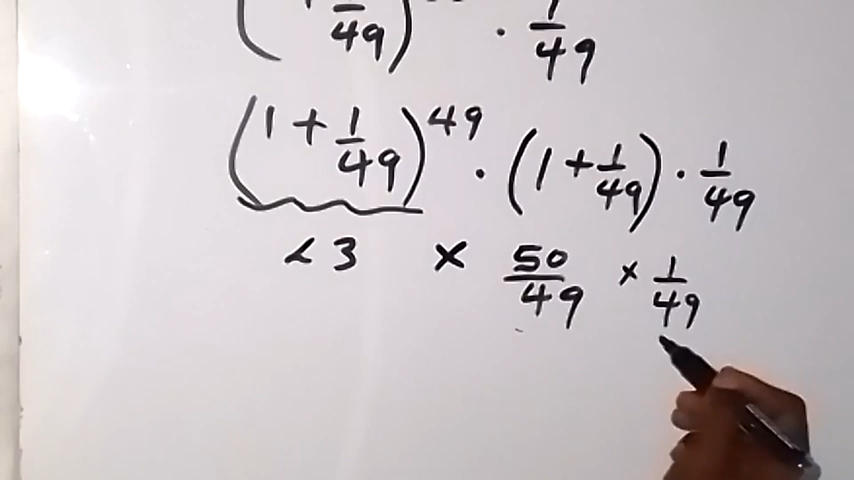 (1 + 1/49) · 1/49
(1 + 1/49)^49 · (1 + 1/49) · 1/49
< 3 × 50/49 × 1/49